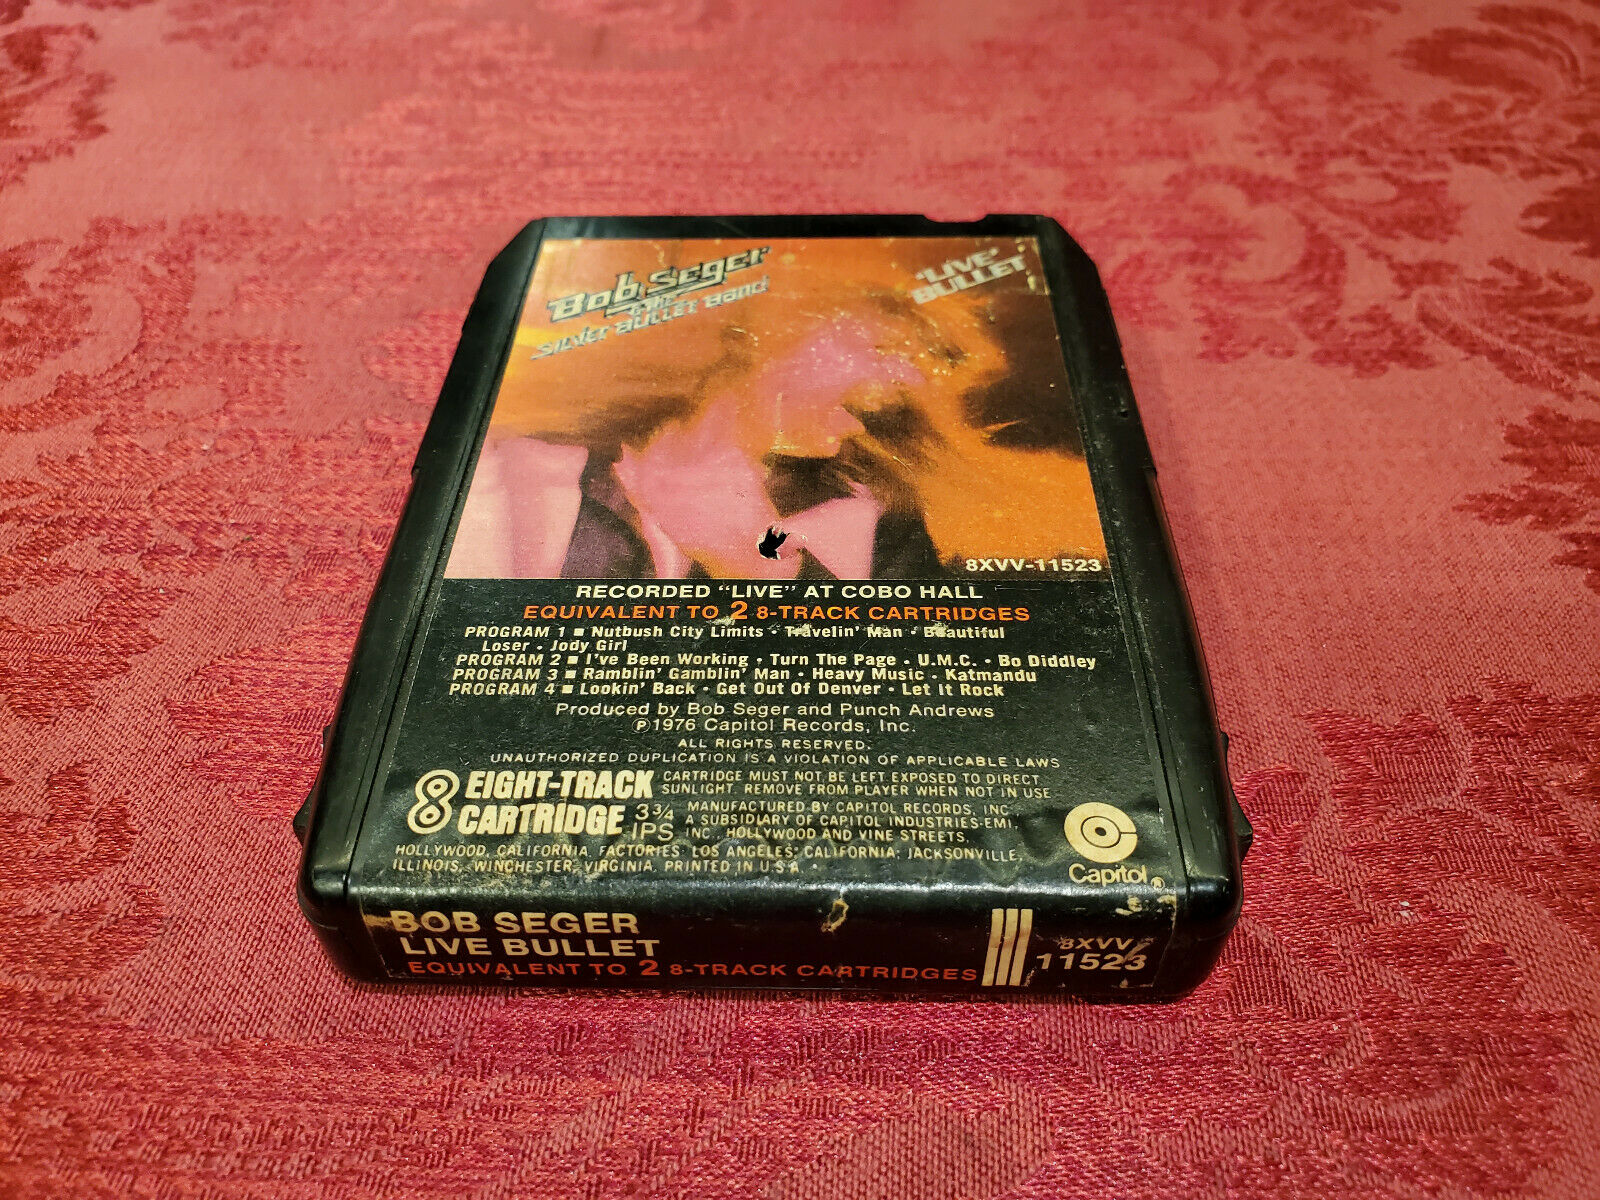 Bob Seger
& the
Silver Bullet Band
"LIVE"
BULLET
8XVV-11523
RECORDED "LIVE" AT COBO HALL
EQUIVALENT TO 2 8-TRACK CARTRIDGES
PROGRAM 1 ■ Nutbush City Limits • Travelin' Man • Beautiful
Loser • Jody Girl
PROGRAM 2 ■ I've Been Working • Turn The Page • U.M.C. • Bo Diddley
PROGRAM 3 ■ Ramblin' Gamblin' Man • Heavy Music • Katmandu
PROGRAM 4 ■ Lookin' Back • Get Out Of Denver • Let It Rock
Produced by Bob Seger and Punch Andrews
℗1976 Capitol Records, Inc.
ALL RIGHTS RESERVED.
UNAUTHORIZED DUPLICATION IS A VIOLATION OF APPLICABLE LAWS
8 EIGHT-TRACK
CARTRIDGE 3¾ IPS
CARTRIDGE MUST NOT BE LEFT EXPOSED TO DIRECT
SUNLIGHT. REMOVE FROM PLAYER WHEN NOT IN USE
MANUFACTURED BY CAPITOL RECORDS, INC.
A SUBSIDIARY OF CAPITOL INDUSTRIES-EMI,
INC., HOLLYWOOD AND VINE STREETS,
HOLLYWOOD, CALIFORNIA. FACTORIES: LOS ANGELES, CALIFORNIA; JACKSONVILLE,
ILLINOIS; WINCHESTER, VIRGINIA. PRINTED IN U.S.A.
Capitol®
BOB SEGER
LIVE BULLET
EQUIVALENT TO 2 8-TRACK CARTRIDGES
8XVV
11523